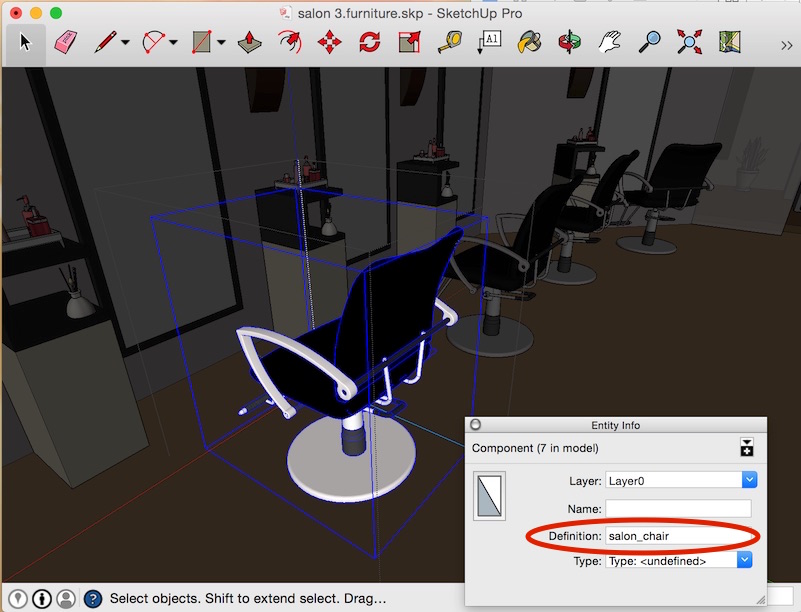 salon 3.furniture.skp - SketchUp Pro
A1
Entity Info
Component (7 in model)
Layer: Layer0
Name:
Definition: salon_chair
Type: Type: <undefined>
Select objects. Shift to extend select. Drag…